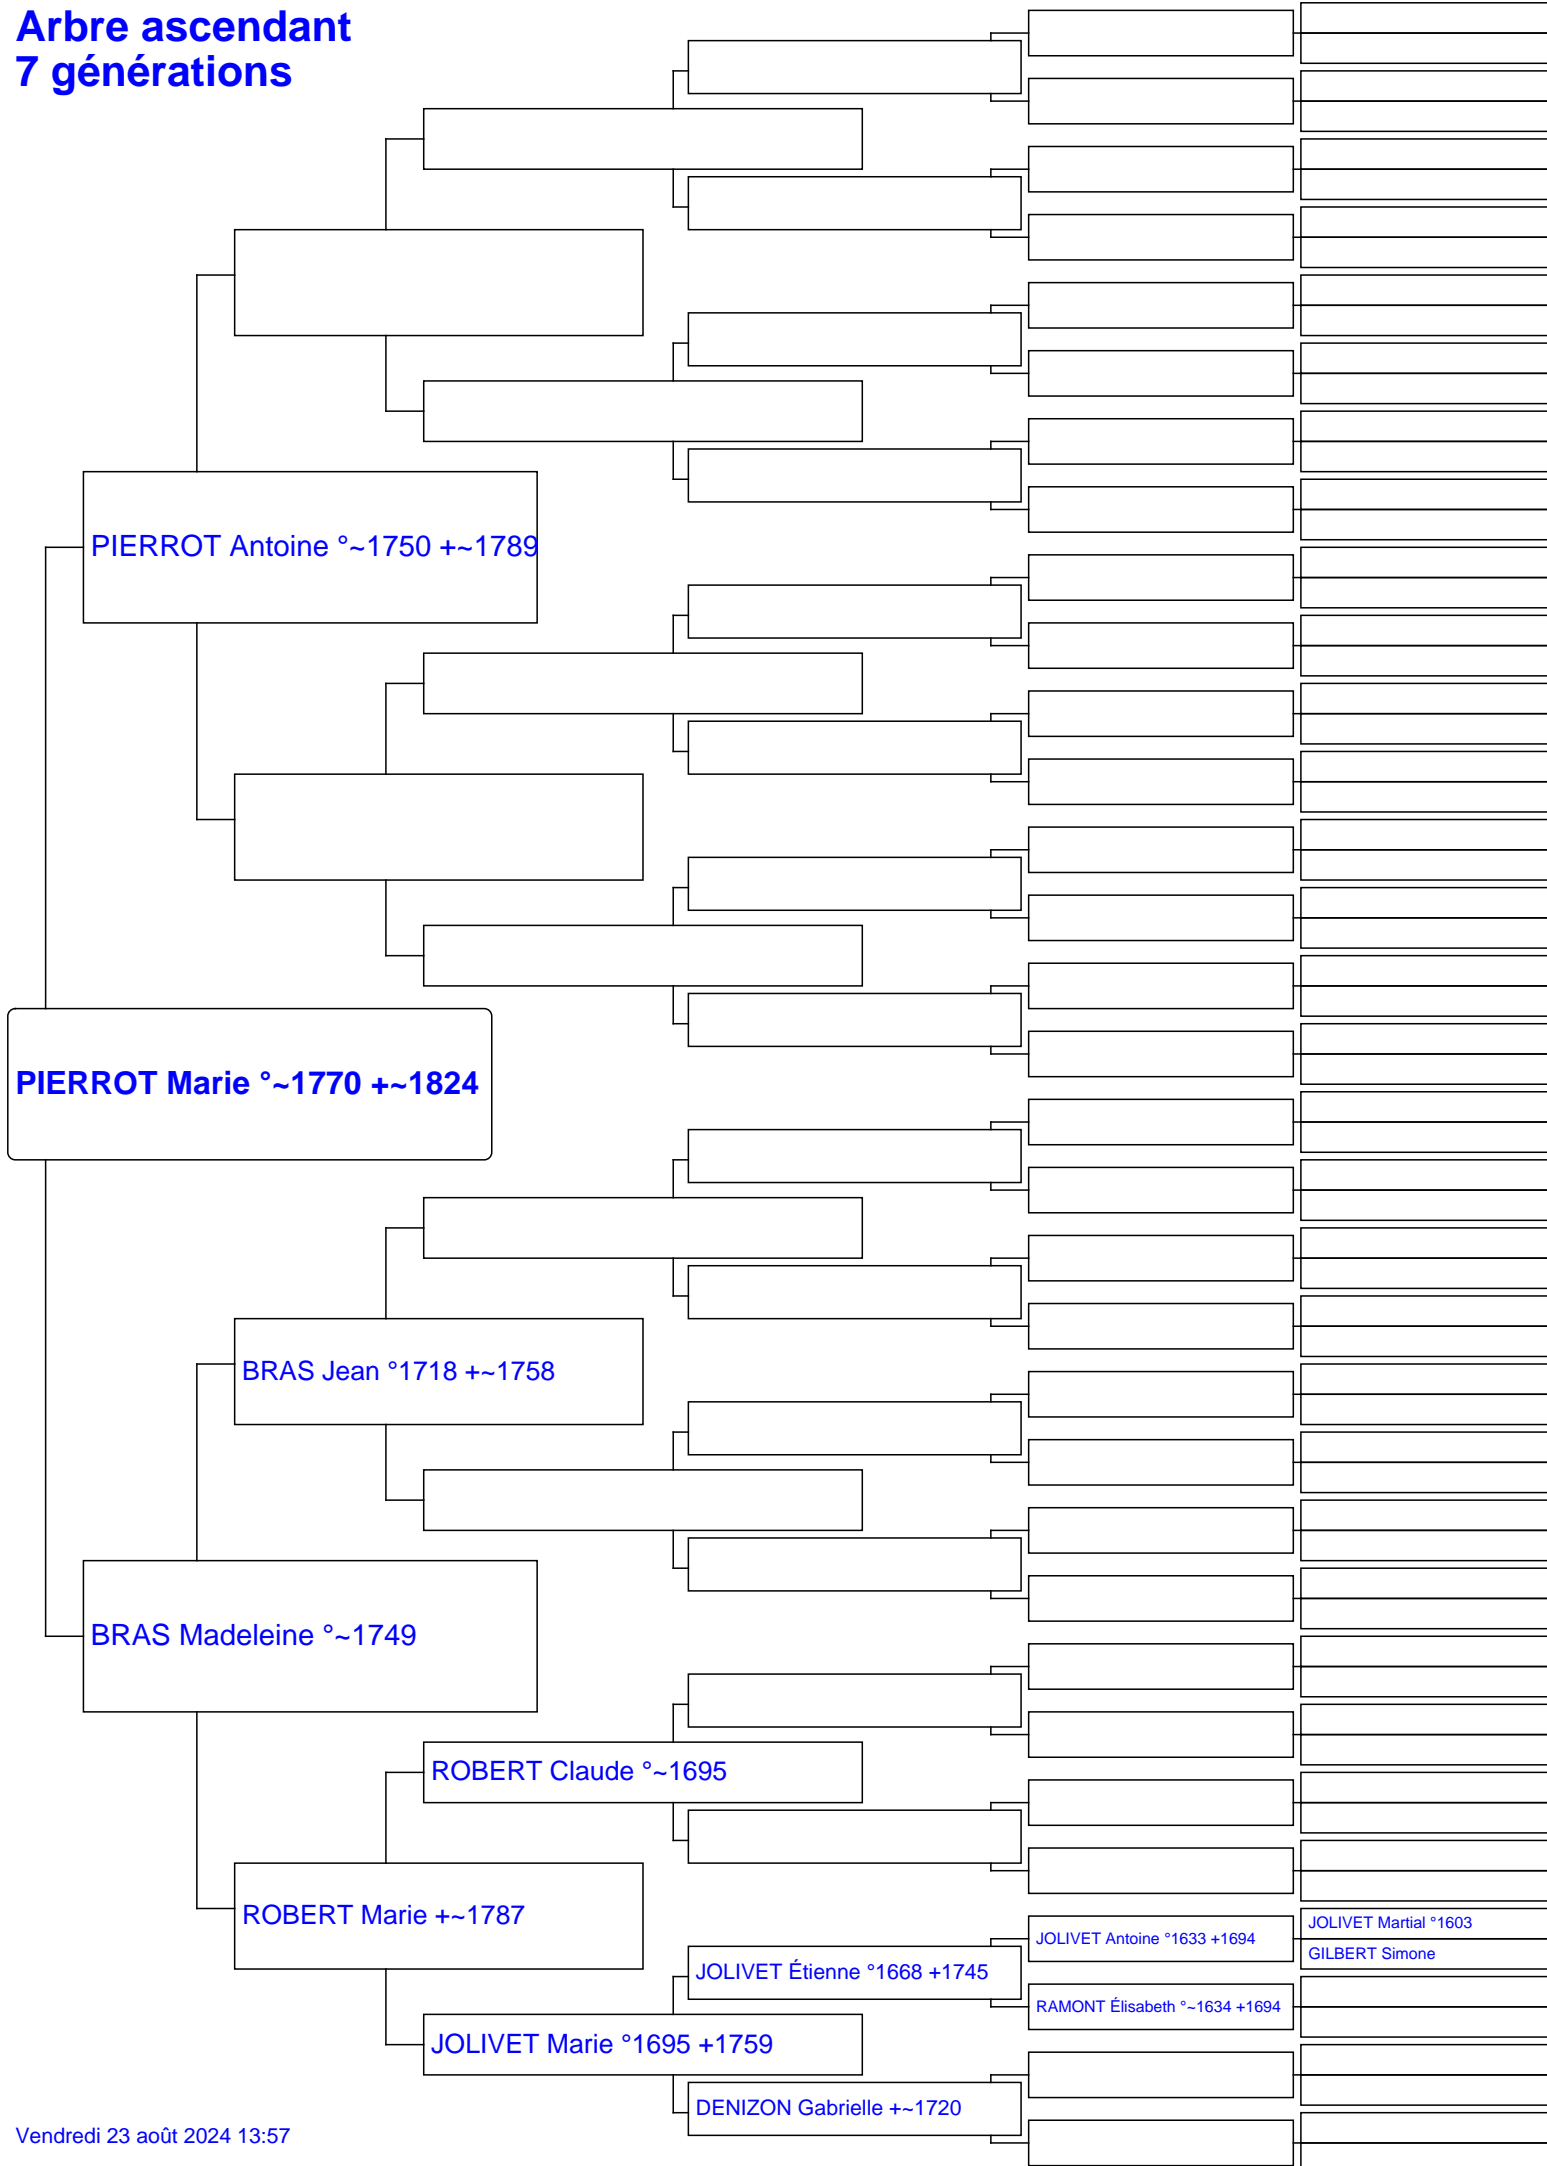 Arbre ascendant
7 générations
PIERROT Antoine °~1750 +~1789
PIERROT Marie °~1770 +~1824
BRAS Jean °1718 +~1758
BRAS Madeleine °~1749
ROBERT Claude °~1695
ROBERT Marie +~1787
JOLIVET Martial °1603
JOLIVET Antoine °1633 +1694
GILBERT Simone
JOLIVET Étienne °1668 +1745
RAMONT Élisabeth °~1634 +1694
JOLIVET Marie °1695 +1759
DENIZON Gabrielle +~1720
Vendredi 23 août 2024 13:57